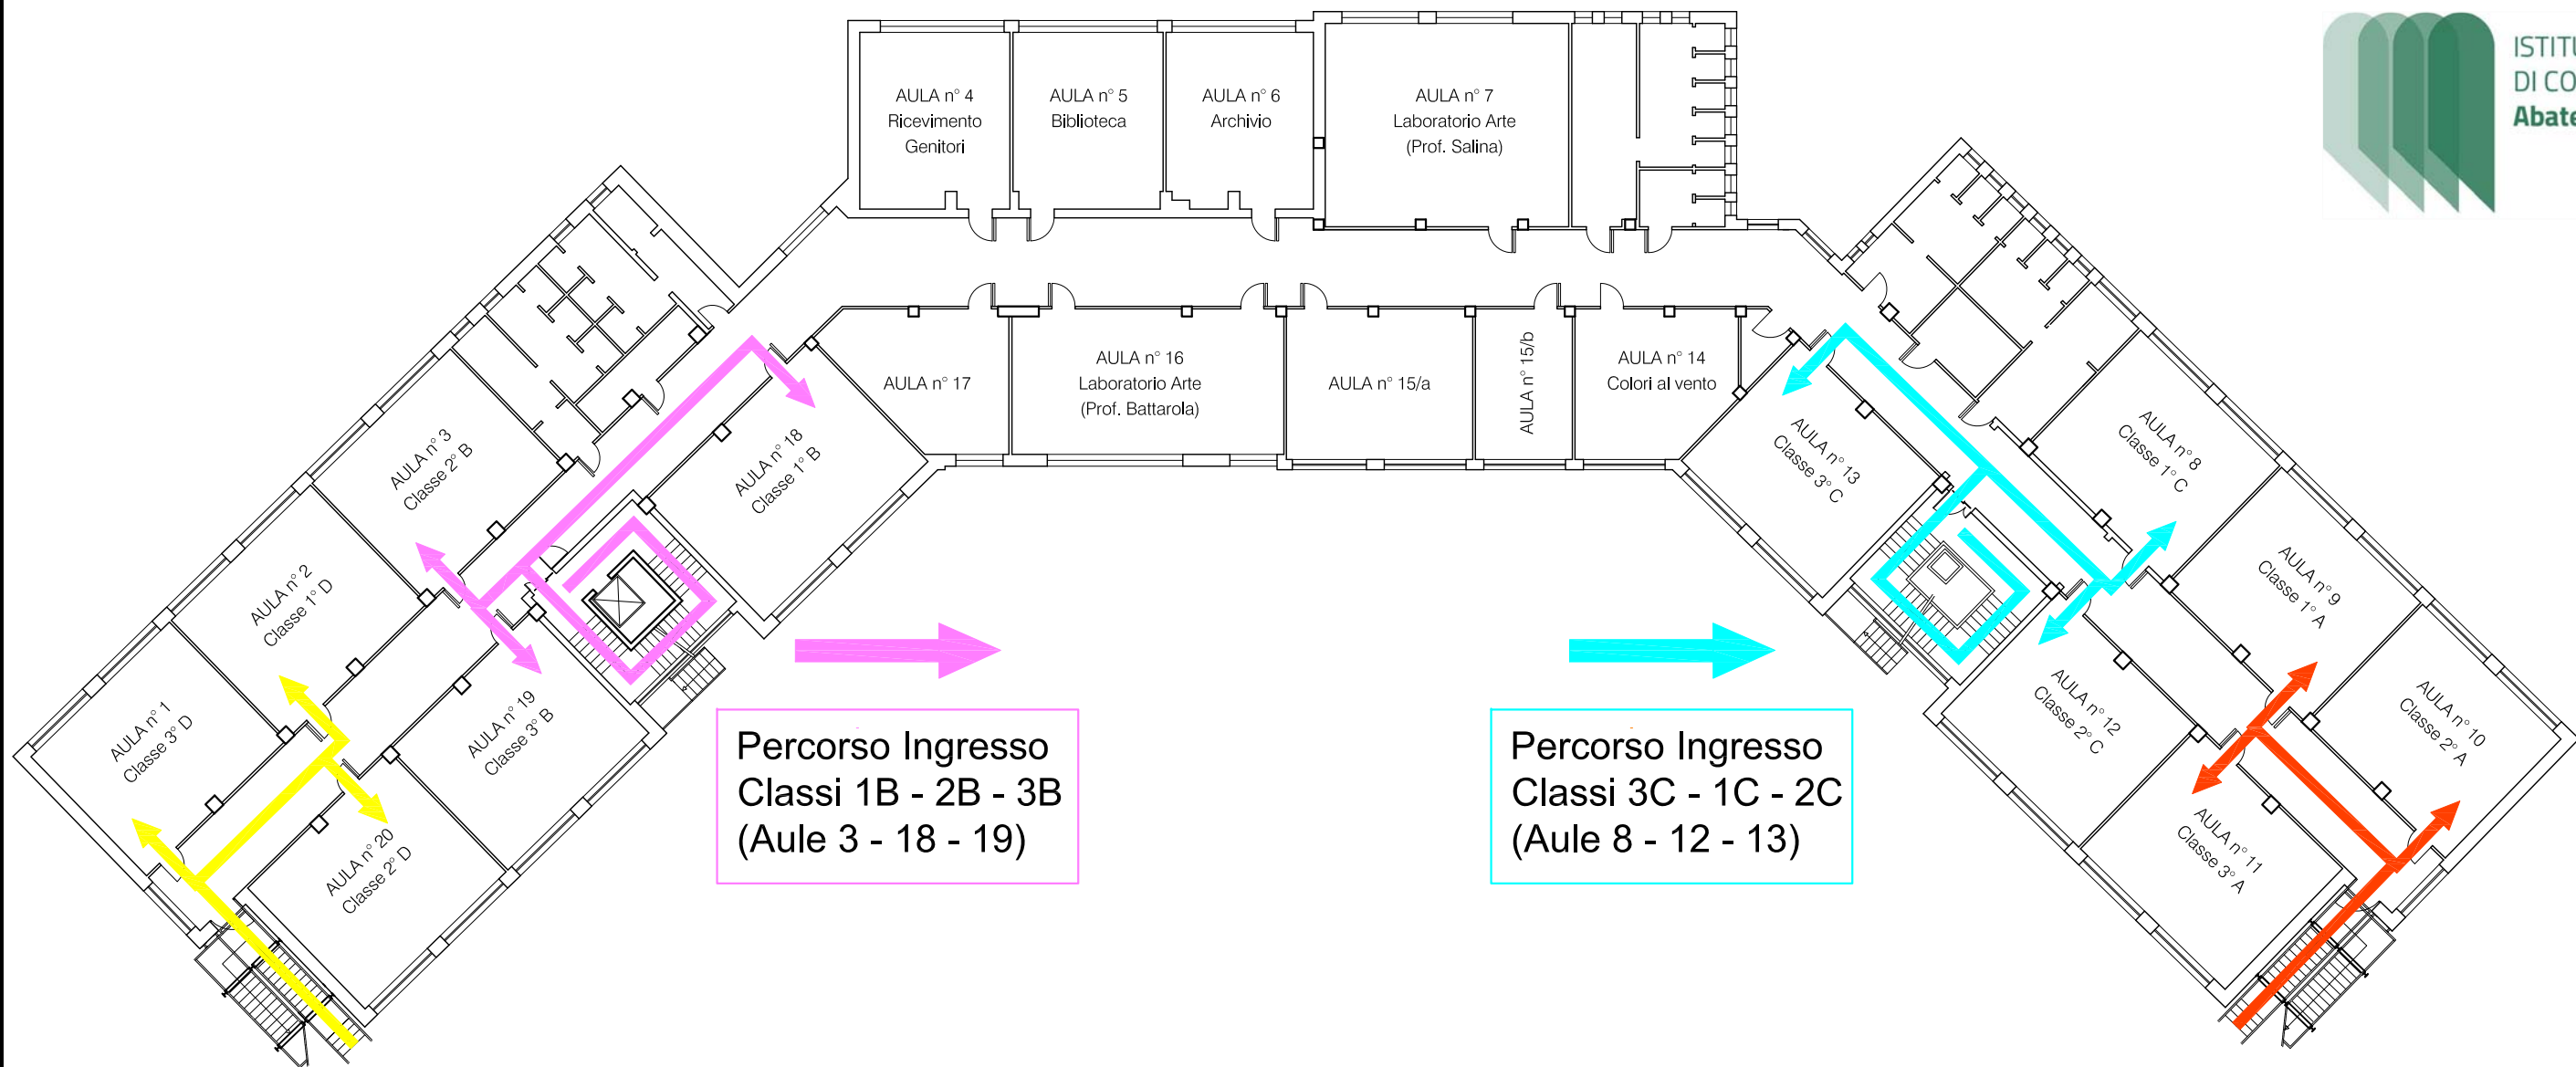 AULA n° 4
Ricevimento
Genitori
AULA n° 5
Biblioteca
AULA n° 6
Archivio
AULA n° 7
Laboratorio Arte
(Prof. Salina)
DI CO
Abate
AULA n° 17
AULA n° 16
Laboratorio Arte
(Prof. Battarola)
AULA n° 15/a
AULA n° 15/b
AULA n° 14
Colori al vento
AULA n° 3
Classe 2° B
AULA n° 18
Classe 1° B
AULA n° 13
Classe 3° C
AULA n° 8
Classe 1° C
AULA n° 2
Classe 1° D
AULA n° 9
Classe 1° A
AULA n° 1
Classe 3° D
AULA n° 19
Classe 3° B
AULA n° 12
Classe 2° C
AULA n° 10
Classe 2° A
AULA n° 20
Classe 2° D
AULA n° 11
Classe 3° A
Percorso Ingresso
Classi 1B - 2B - 3B
(Aule 3 - 18 - 19)
Percorso Ingresso
Classi 3C - 1C - 2C
(Aule 8 - 12 - 13)